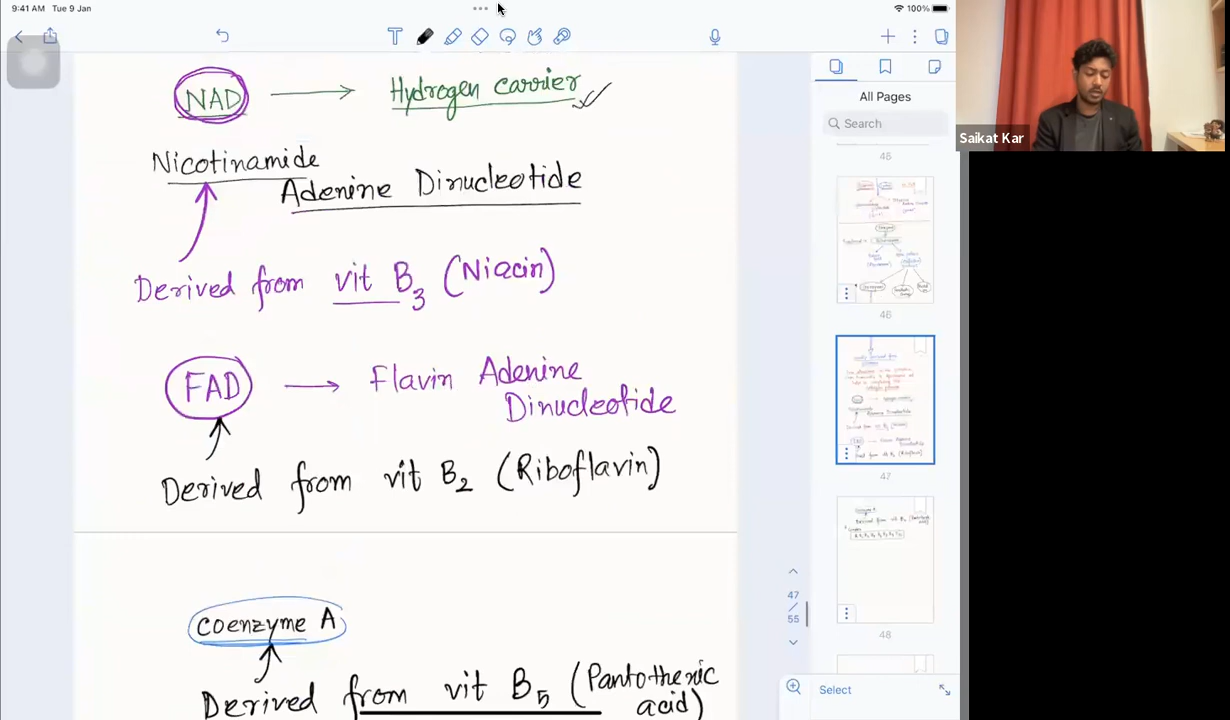 9:41 AM Tue 9 Jan
100%
NAD → Hydrogen carrier
Nicotinamide
Adenine Dinucleotide
Derived from vit B3 (Niacin)
FAD → Flavin Adenine
Dinucleotide
Derived from vit B2 (Riboflavin)
Coenzyme A
Derived from vit B5 (Pantothenic
acid)
47
/
55
All Pages
Search
45
46
47
48
Select
Saikat Kar